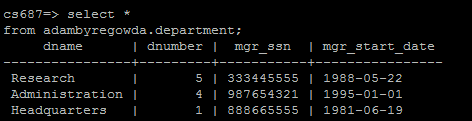 cs687=> select *
from adambyregowda.department;
     dname      | dnumber |  mgr_ssn  | mgr_start_date
----------------+---------+-----------+----------------
 Research       |       5 | 333445555 | 1988-05-22
 Administration |       4 | 987654321 | 1995-01-01
 Headquarters   |       1 | 888665555 | 1981-06-19